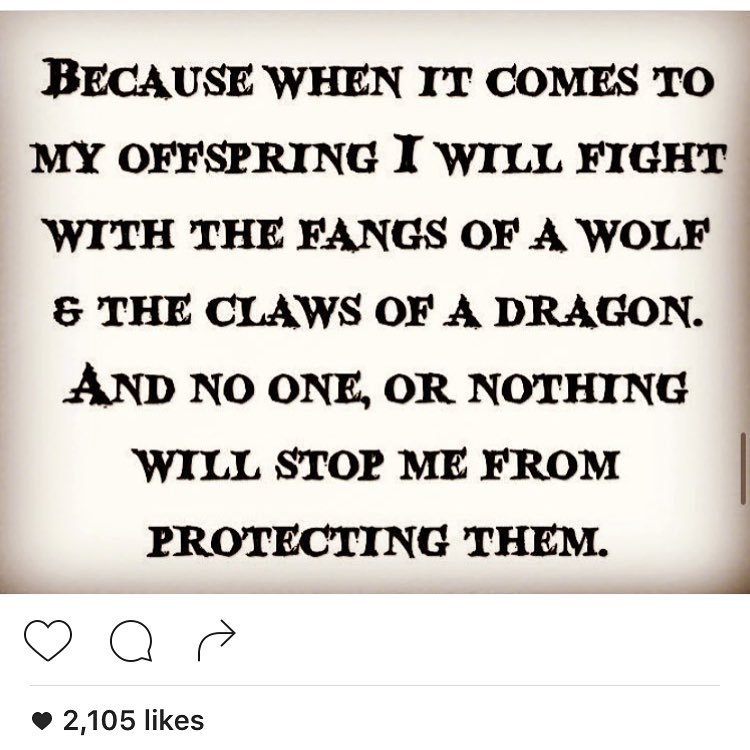 Because when it comes to
my offspring I will fight
with the fangs of a wolf
& the claws of a dragon.
And no one, or nothing
will stop me from
protecting them.
2,105 likes